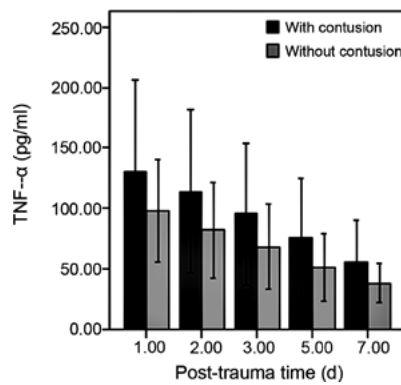 250.00
200.00
150.00
100.00
50.00
0.00
TNF--α (pg/ml)
With contusion
Without contusion
1.00 2.00 3.00 5.00 7.00
Post-trauma time (d)